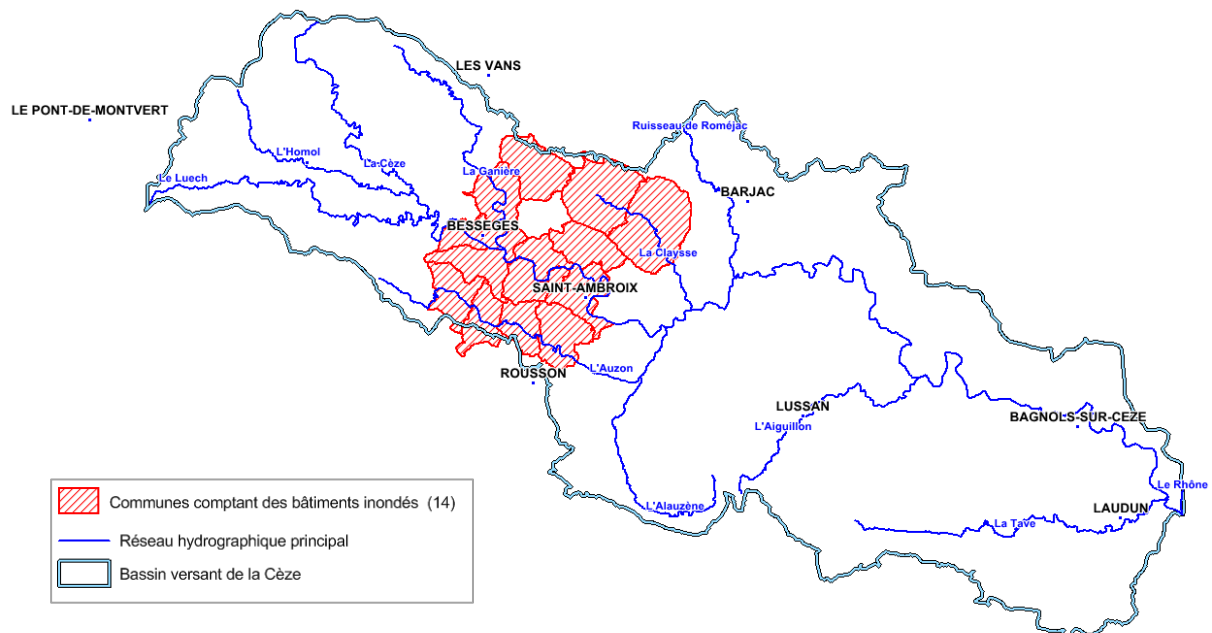 LES VANS
LE PONT-DE-MONTVERT
Ruisseau de Roméjac
L'Homol
La Cèze
La Ganière
Le Luech
BARJAC
BESSEGES
La Claysse
SAINT-AMBROIX
L'Auzon
ROUSSON
LUSSAN
L'Aiguillon
BAGNOLS-SUR-CEZE
Le Rhône
L'Alauzène
LAUDUN
La Tave
Communes comptant des bâtiments inondés (14)
Réseau hydrographique principal
Bassin versant de la Cèze